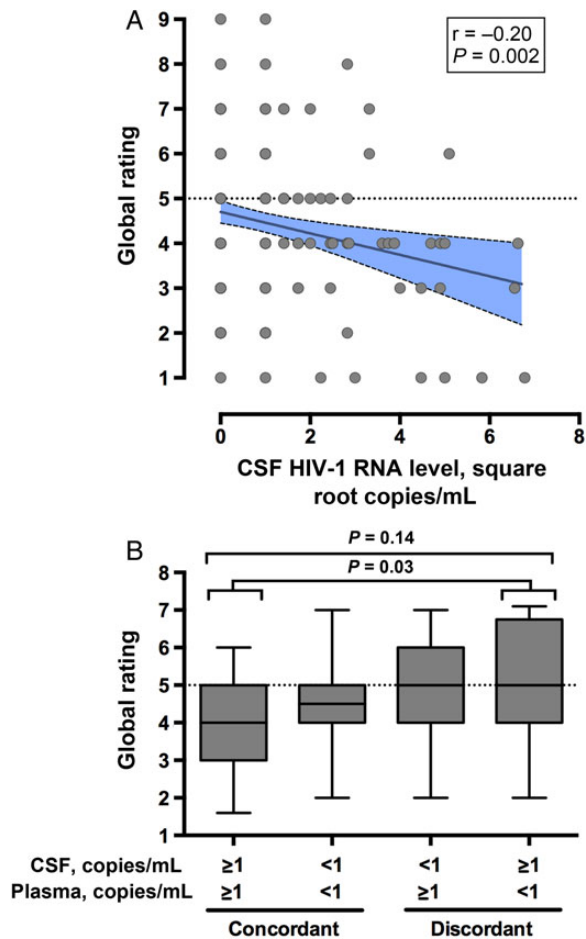 A
r = –0.20
P = 0.002
9
8
7
6
5
4
3
2
1
Global rating
0 2 4 6 8
CSF HIV-1 RNA level, square
root copies/mL
B
P = 0.14
P = 0.03
8
7
6
5
4
3
2
1
Global rating
CSF, copies/mL ≥1 <1 <1 ≥1
Plasma, copies/mL ≥1 <1 ≥1 <1
Concordant Discordant